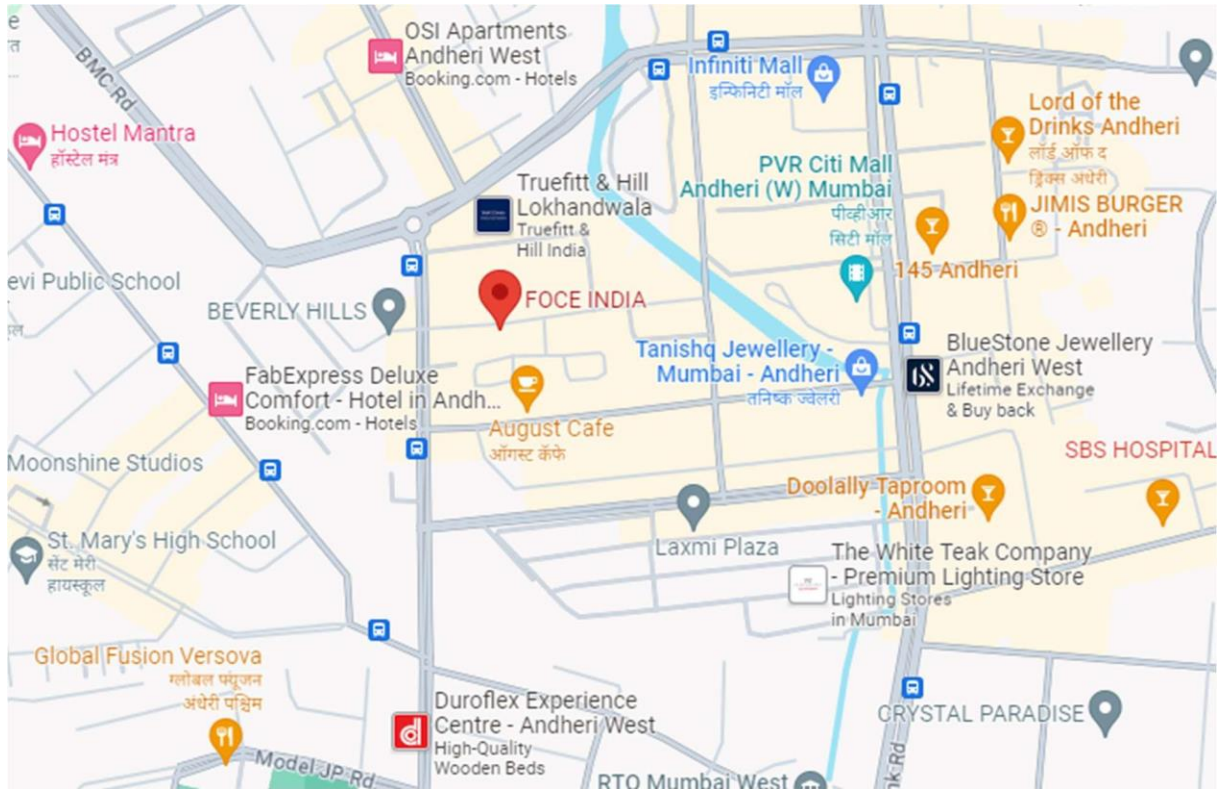 OSI Apartments
Andheri West
Booking.com - Hotels
BMC Rd
Infiniti Mall
इन्फिनिटी मॉल
Hostel Mantra
हॉस्टेल मंत्र
Lord of the
Drinks Andheri
लॉर्ड ऑफ द
ड्रिंक्स अंधेरी
PVR Citi Mall
Andheri (W) Mumbai
पीव्हीआर
सिटी मॉल
Truefitt & Hill
Lokhandwala
Truefitt &
Hill India
JIMIS BURGER
® - Andheri
145 Andheri
evi Public School
BEVERLY HILLS
FOCE INDIA
Tanishq Jewellery -
Mumbai - Andheri
तनिष्क ज्वेलरी
BlueStone Jewellery
Andheri West
Lifetime Exchange
& Buy back
FabExpress Deluxe
Comfort - Hotel in Andh...
Booking.com - Hotels
August Cafe
ऑगस्ट कॅफे
SBS HOSPITAL
Moonshine Studios
Doolally Taproom
- Andheri
St. Mary's High School
सेंट मेरी
हायस्कूल
Laxmi Plaza
The White Teak Company
- Premium Lighting Store
Lighting Stores
in Mumbai
Global Fusion Versova
ग्लोबल फ्यूजन
अंधेरी पश्चिम
Duroflex Experience
Centre - Andheri West
High-Quality
Wooden Beds
CRYSTAL PARADISE
Model JP Rd
RTO Mumbai West
nk Rd